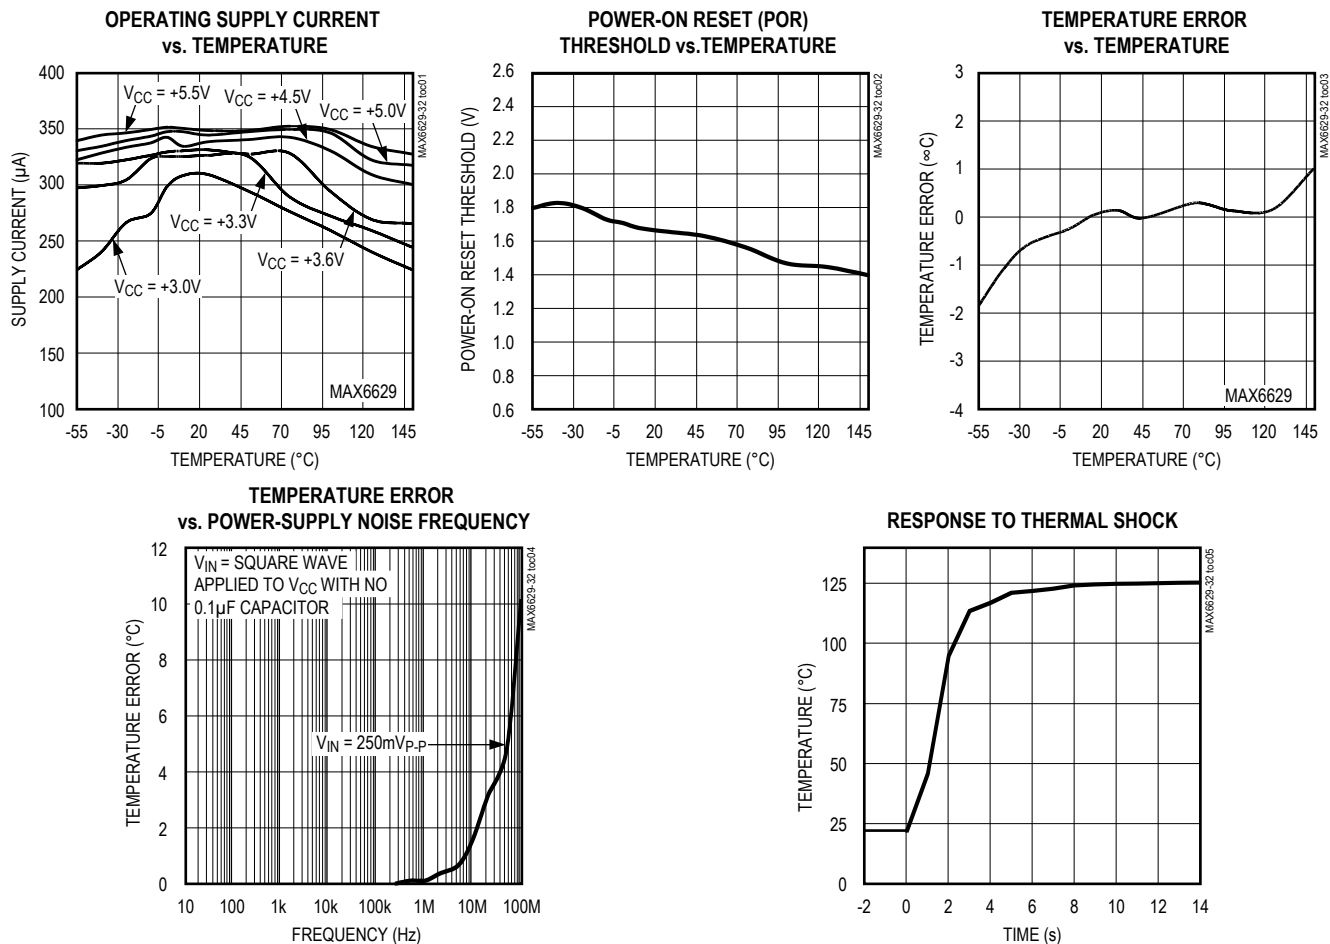 OPERATING SUPPLY CURRENT
vs. TEMPERATURE
400
350
300
250
200
150
100
SUPPLY CURRENT (µA)
VCC = +5.5V
VCC = +4.5V
VCC = +5.0V
VCC = +3.3V
VCC = +3.6V
VCC = +3.0V
MAX6629
MAX6629-32 toc01
-55 -30 -5 20 45 70 95 120 145
TEMPERATURE (°C)
POWER-ON RESET (POR)
THRESHOLD vs.TEMPERATURE
2.6
2.4
2.2
2.0
1.8
1.6
1.4
1.2
1.0
0.8
0.6
POWER-ON RESET THRESHOLD (V)
MAX6629-32 toc02
-55 -30 -5 20 45 70 95 120 145
TEMPERATURE (°C)
TEMPERATURE ERROR
vs. TEMPERATURE
3
2
1
0
-1
-2
-3
-4
TEMPERATURE ERROR (∞C)
MAX6629
MAX6629-32 toc03
-55 -30 -5 20 45 70 95 120 145
TEMPERATURE (°C)
TEMPERATURE ERROR
vs. POWER-SUPPLY NOISE FREQUENCY
12
10
8
6
4
2
0
TEMPERATURE ERROR (°C)
VIN = SQUARE WAVE
APPLIED TO VCC WITH NO
0.1µF CAPACITOR
VIN = 250mVP-P
MAX6629-32 toc04
10 100 1k 10k 100k 1M 10M 100M
FREQUENCY (Hz)
RESPONSE TO THERMAL SHOCK
125
100
75
50
25
0
TEMPERATURE (°C)
MAX6629-32 toc05
-2 0 2 4 6 8 10 12 14
TIME (s)